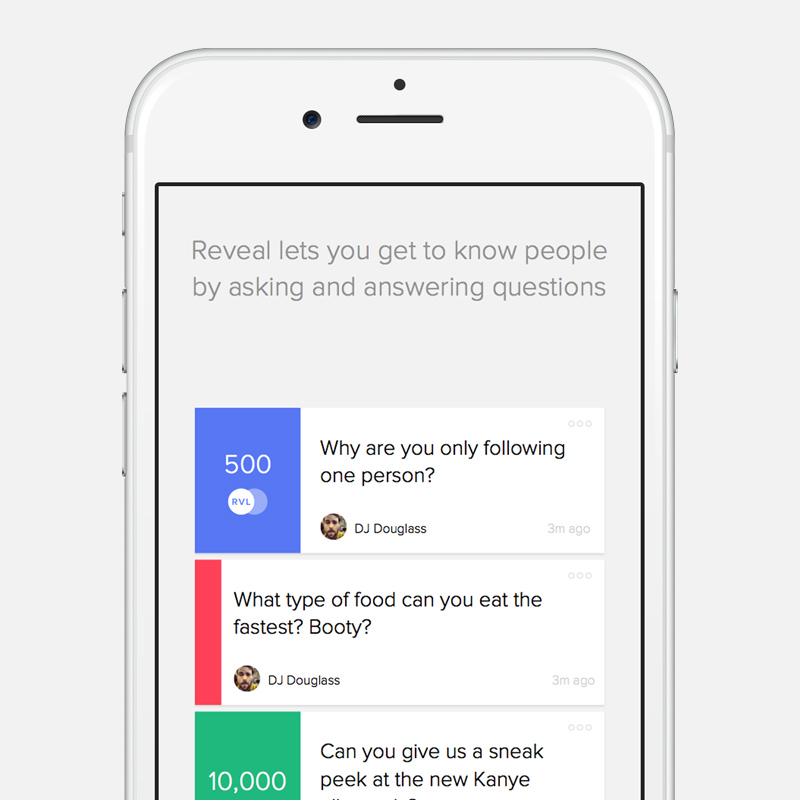 Reveal lets you get to know people
by asking and answering questions
500
RVL
Why are you only following
one person?
DJ Douglass
3m ago
What type of food can you eat the
fastest? Booty?
DJ Douglass
3m ago
10,000
Can you give us a sneak
peek at the new Kanye